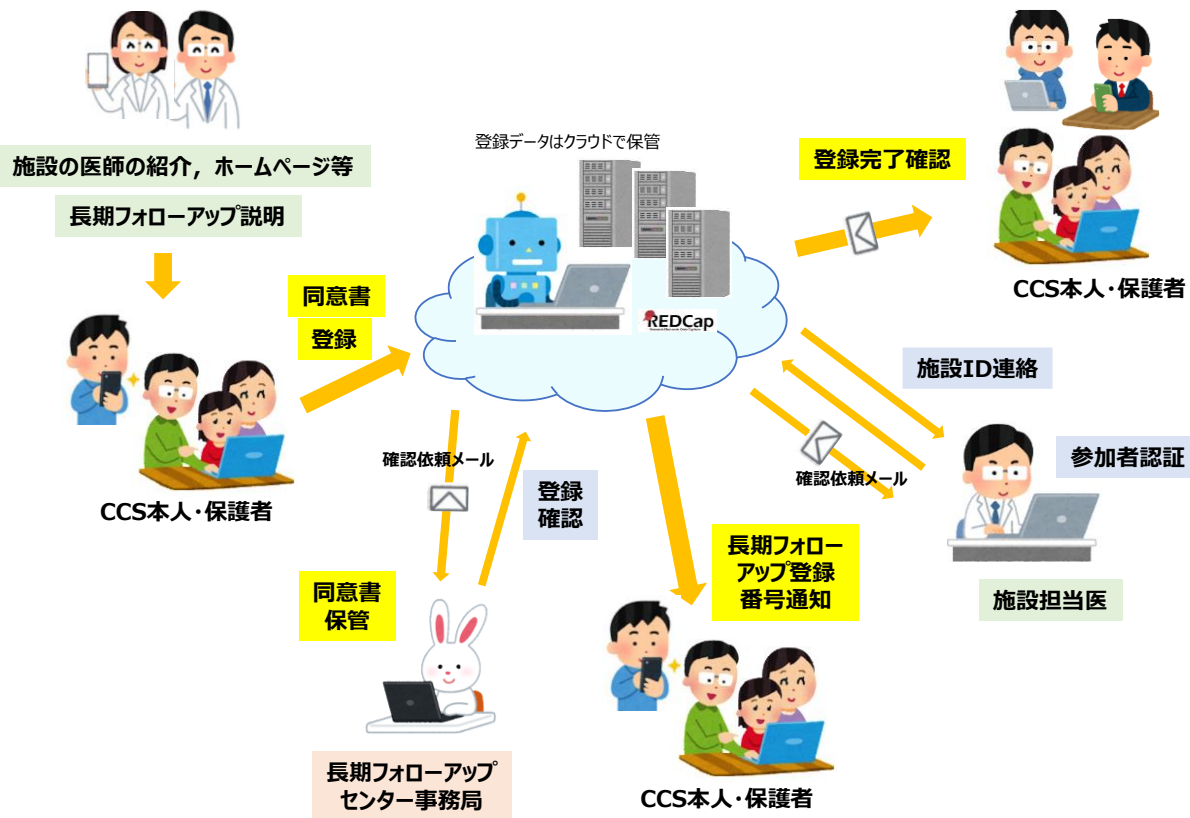 施設の医師の紹介，ホームページ等
長期フォローアップ説明
登録データはクラウドで保管
REDCap
登録完了確認
CCS本人・保護者
同意書
登録
CCS本人・保護者
施設ID連絡
参加者認証
確認依頼メール
施設担当医
確認依頼メール
登録
確認
同意書
保管
長期フォローアップ
センター事務局
長期フォロー
アップ登録
番号通知
CCS本人・保護者